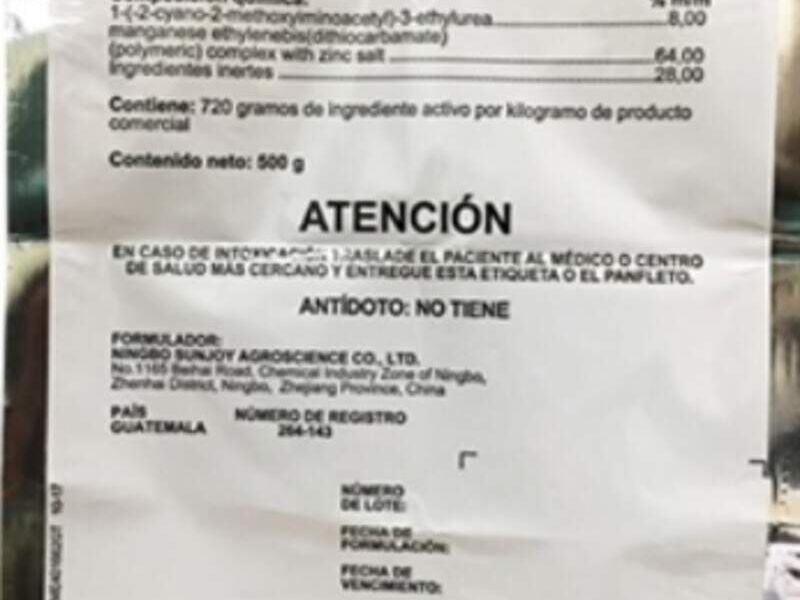 % m/m
1-(-2-cyano-2-methoxyiminoacetyl)-3-ethylurea 8,00
manganese ethylenebis(dithiocarbamate)
(polymeric) complex with zinc salt 64,00
Ingredientes inertes 28,00
Contiene: 720 gramos de ingrediente activo por kilogramo de producto
comercial
Contenido neto: 500 g
ATENCIÓN
EN CASO DE INTOXICACIÓN TRASLADE EL PACIENTE AL MÉDICO O CENTRO
DE SALUD MÁS CERCANO Y ENTREGUE ESTA ETIQUETA O EL PANFLETO.
ANTÍDOTO: NO TIENE
FORMULADOR:
NINGBO SUNJOY AGROSCIENCE CO., LTD.
No.1165 Beihai Road, Chemical Industry Zone of Ningbo,
Zhenhai District, Ningbo, Zhejiang Province, China
PAÍS NÚMERO DE REGISTRO
GUATEMALA 264-143
NÚMERO
DE LOTE:
FECHA DE
FORMULACIÓN:
FECHA DE
VENCIMIENTO:
10-17